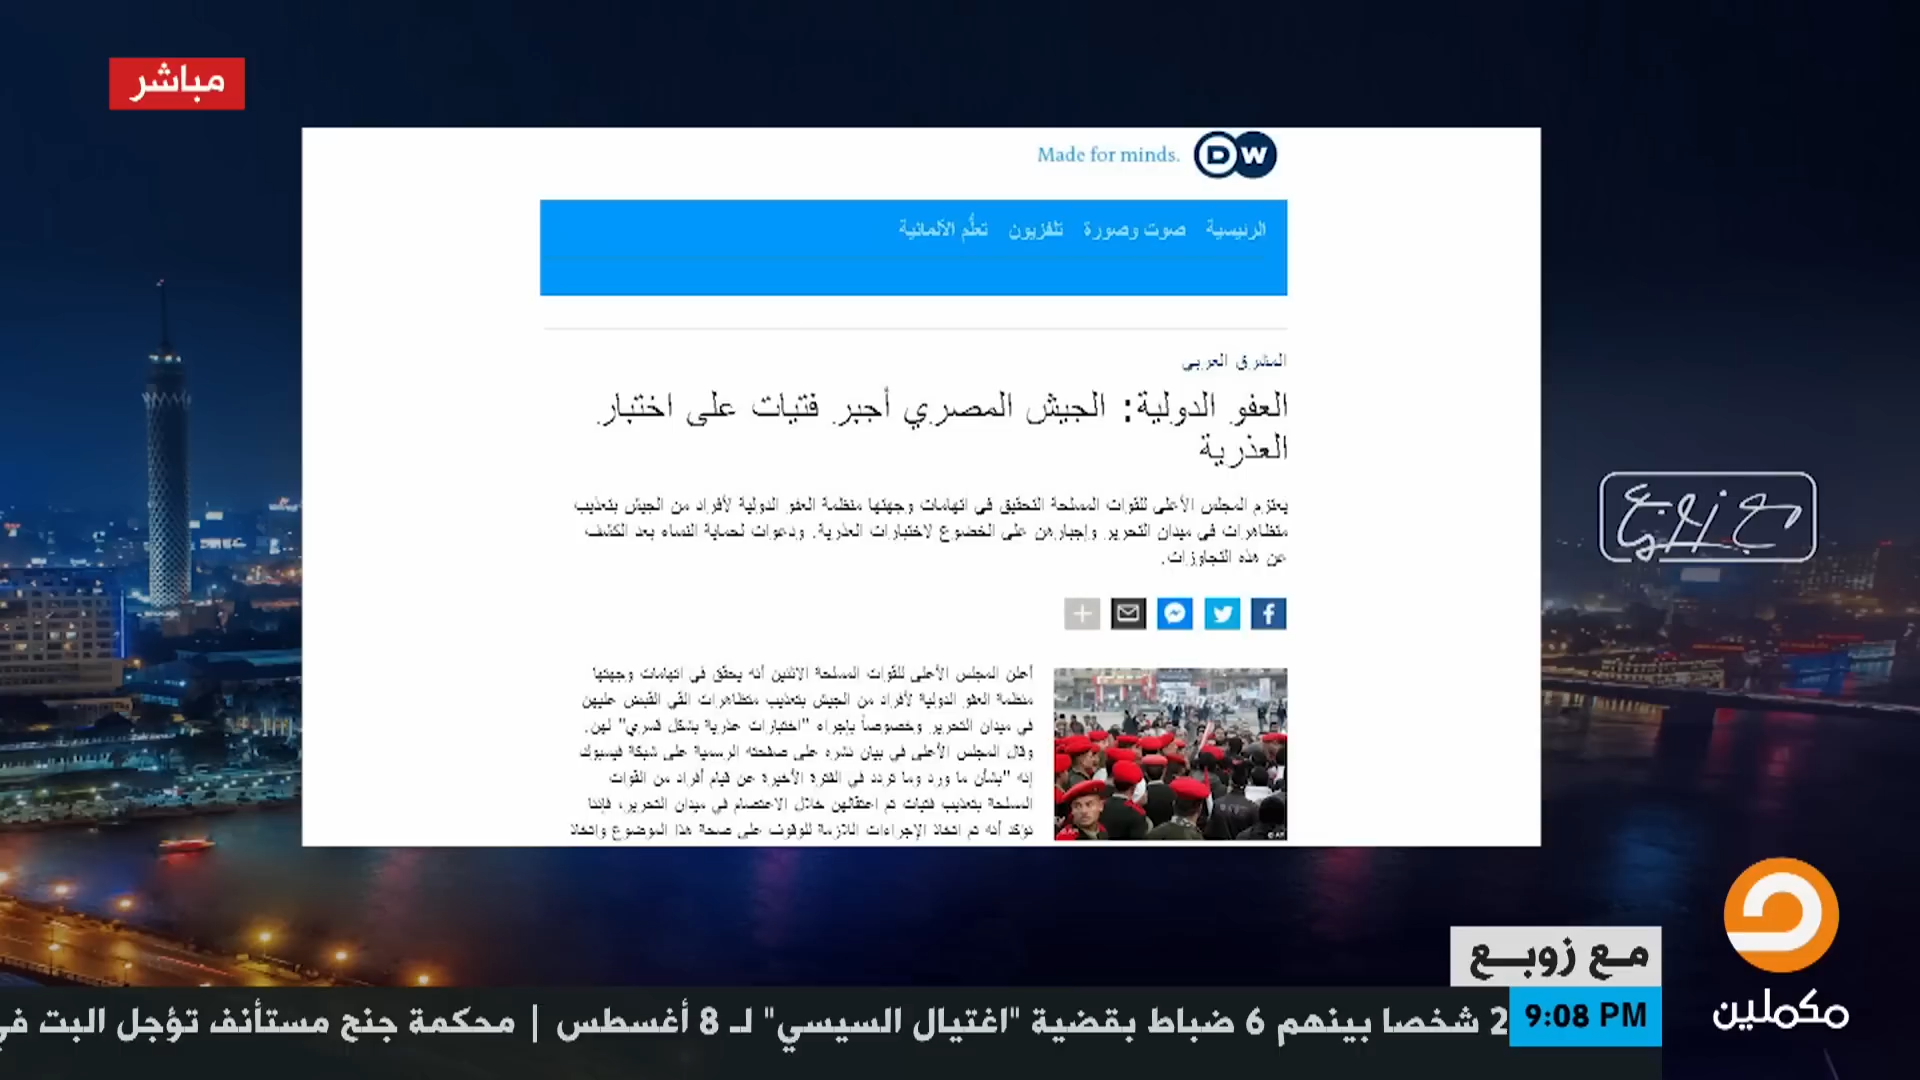 مباشر
Made for minds. DW
الرئيسية صوت وصورة تلفزيون تعلُّم الألمانية
المشرق العربي
العفو الدولية: الجيش المصري أجبر فتيات على اختبار
العذرية
يعتزم المجلس الأعلى للقوات المسلحة التحقيق في اتهامات وجهتها منظمة العفو الدولية لأفراد من الجيش بتعذيب
متظاهرات في ميدان التحرير وإجبارهن على الخضوع لاختبارات العذرية. ودعوات لحماية النساء بعد الكشف
عن هذه التجاوزات.
أعلن المجلس الأعلى للقوات المسلحة الاثنين أنه يحقق في اتهامات وجهتها
منظمة العفو الدولية لأفراد من الجيش بتعذيب متظاهرات ألقي القبض عليهن
في ميدان التحرير وخصوصاً بإجراء "اختبارات عذرية بشكل قسري" لهن.
وقال المجلس الأعلى في بيان نشره على صفحته الرسمية على شبكة فيسبوك
إنه "بشأن ما ورد وما تردد في الفترة الأخيرة عن قيام أفراد من القوات
المسلحة بتعذيب فتيات تم اعتقالهن خلال الاعتصام في ميدان التحرير، فإننا
نؤكد أنه تم اتخاذ الإجراءات اللازمة للوقوف على صحة هذا الموضوع واتخاذ
مع زوبع
مع زوبع
مكملين
9:08 PM
2 شخصا بينهم 6 ضباط بقضية "اغتيال السيسي" لـ 8 أغسطس | محكمة جنح مستأنف تؤجل البت في